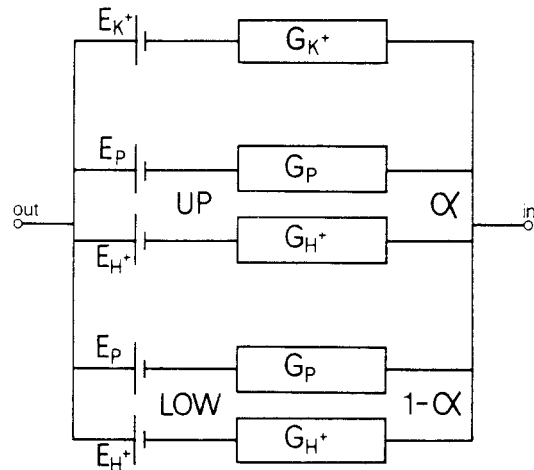 E_K+ G_K+
E_P G_P
UP α
out in
E_H+ G_H+
E_P G_P
LOW 1-α
E_H+ G_H+